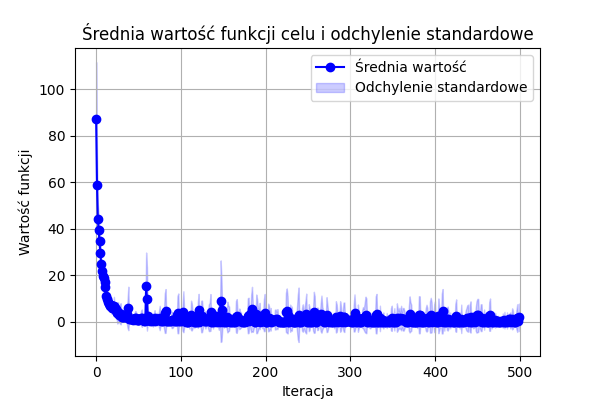 Średnia wartość funkcji celu i odchylenie standardowe
Średnia wartość
Odchylenie standardowe
Wartość funkcji
100
80
60
40
20
0
0 100 200 300 400 500
Iteracja